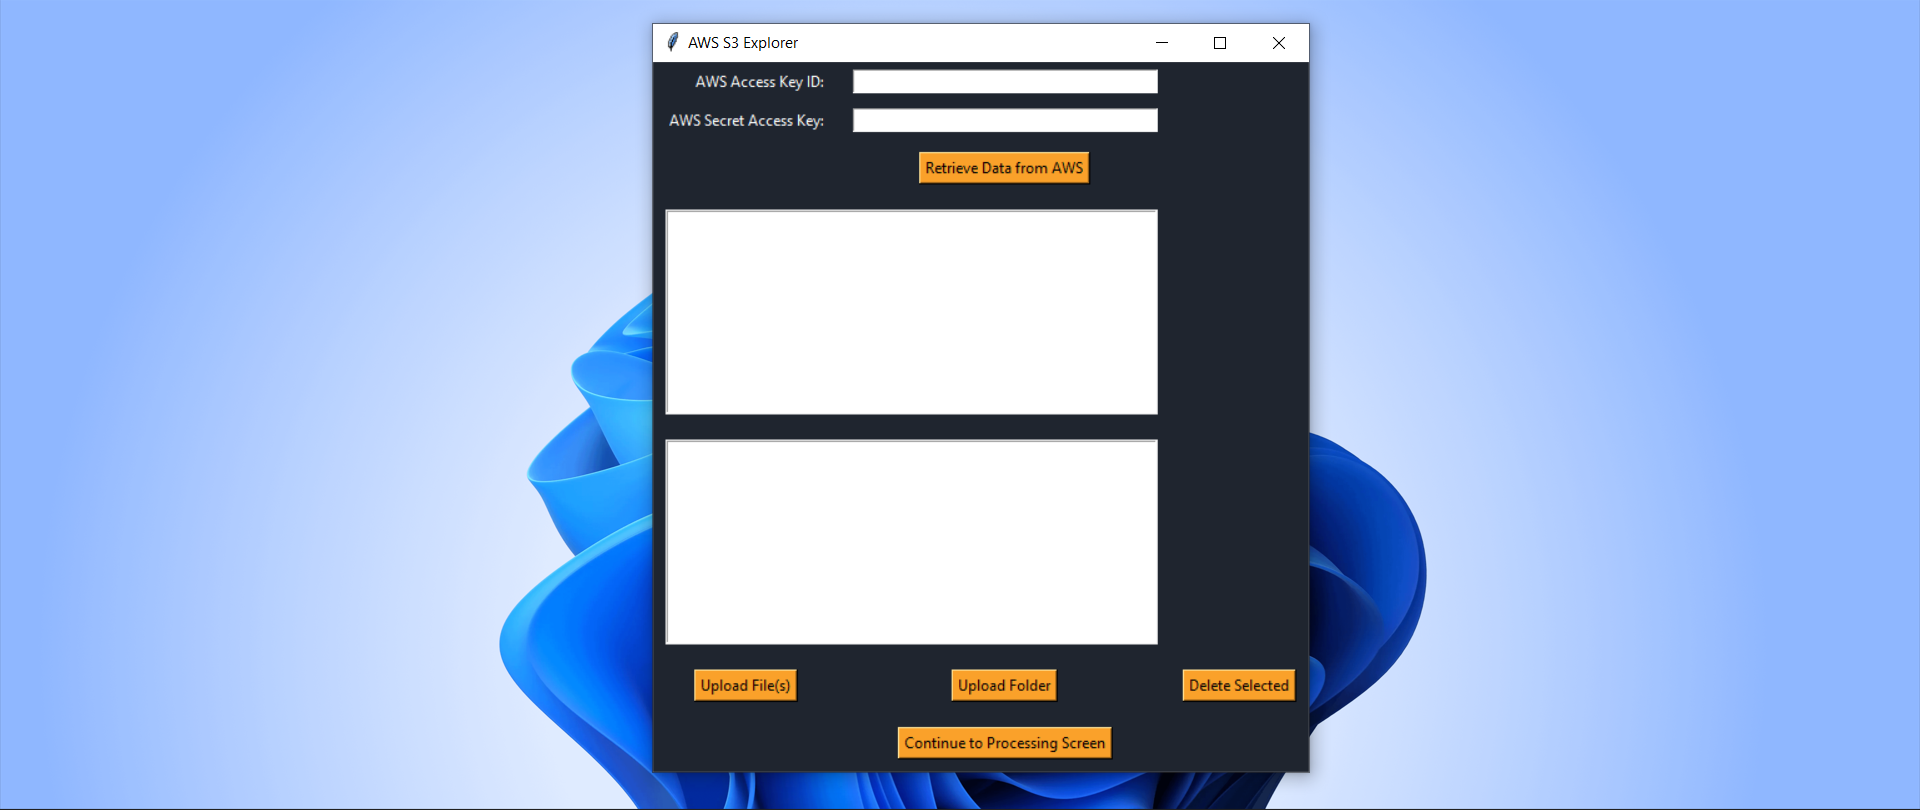 AWS S3 Explorer
AWS Access Key ID:
AWS Secret Access Key:
Retrieve Data from AWS
Upload File(s)
Upload Folder
Delete Selected
Continue to Processing Screen